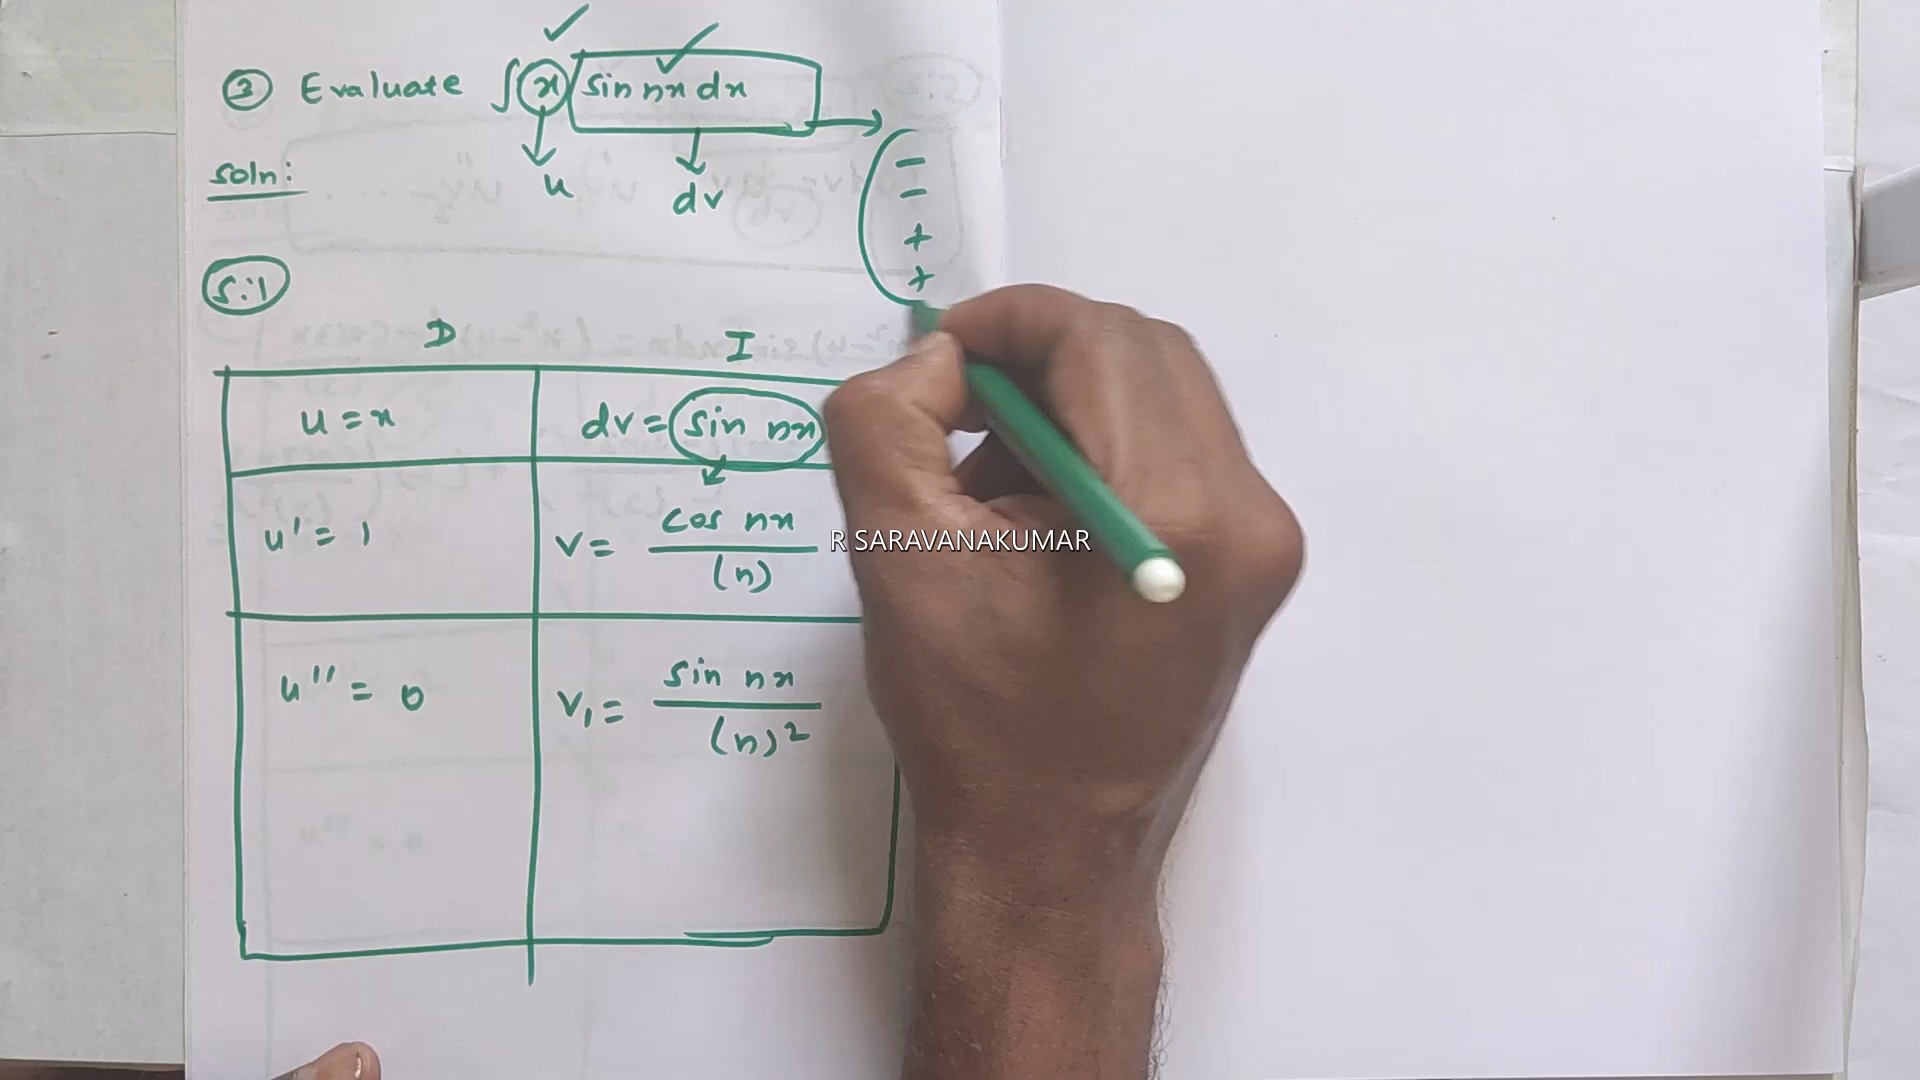 ③ Evaluate ∫ x sin nx dx
soln:
u
dv
−
−
+
+
S:1
D
I
u = x
dv = sin nx
u' = 1
v = cos nx / (n)
R SARAVANAKUMAR
u'' = 0
v₁ = sin nx / (n)²